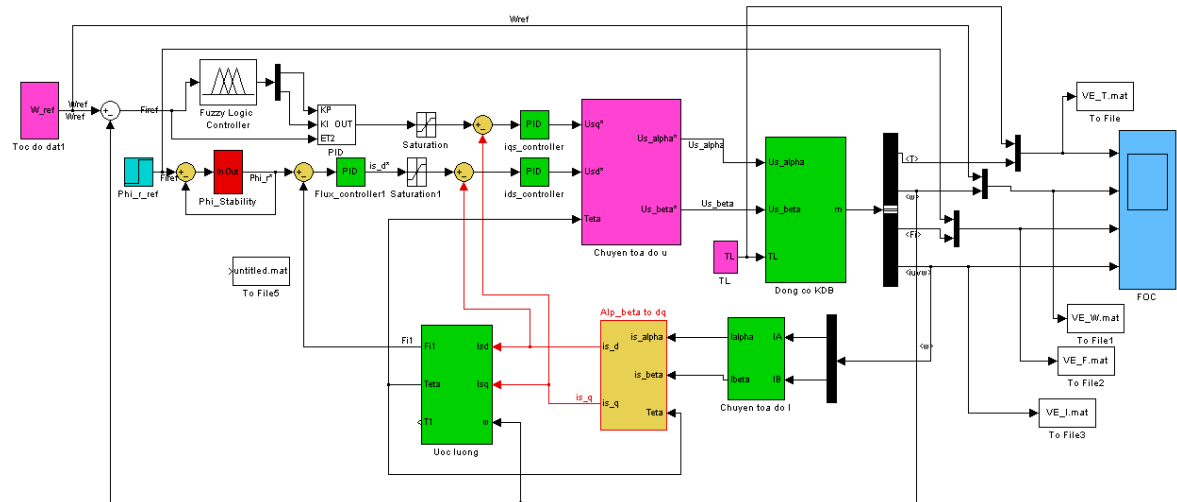 Wref
W_ref
Wref
Wref
Toc do dat1
Firef
Fuzzy Logic
Controller
KP
KI OUT
ET2
PID
Saturation
PID
iqs_controller
Usq*
Us_alpha*
Us_alpha
Us_alpha
VE_T.mat
To File
<T>
Phi_r_ref
Firef
In Out
Phi_Stability
Phi_r*
PID
Flux_controller1
is_d*
Saturation1
PID
ids_controller
Usd*
Us_beta*
Us_beta
Us_beta
m
<w>
Teta
Chuyen toa do u
TL
TL
TL
Dong co KDB
<Fi>
<iuvw>
FOC
untitled.mat
To File5
Alp_beta to dq
VE_W.mat
To File1
Fi1
Fi1
Isd
is_d
is_alpha
Ialpha
IA
<w>
VE_F.mat
To File2
Teta
Isq
is_q
is_beta
is_q
Ibeta
IB
Chuyen toa do I
VE_I.mat
To File3
T1
w
Teta
Uoc luong